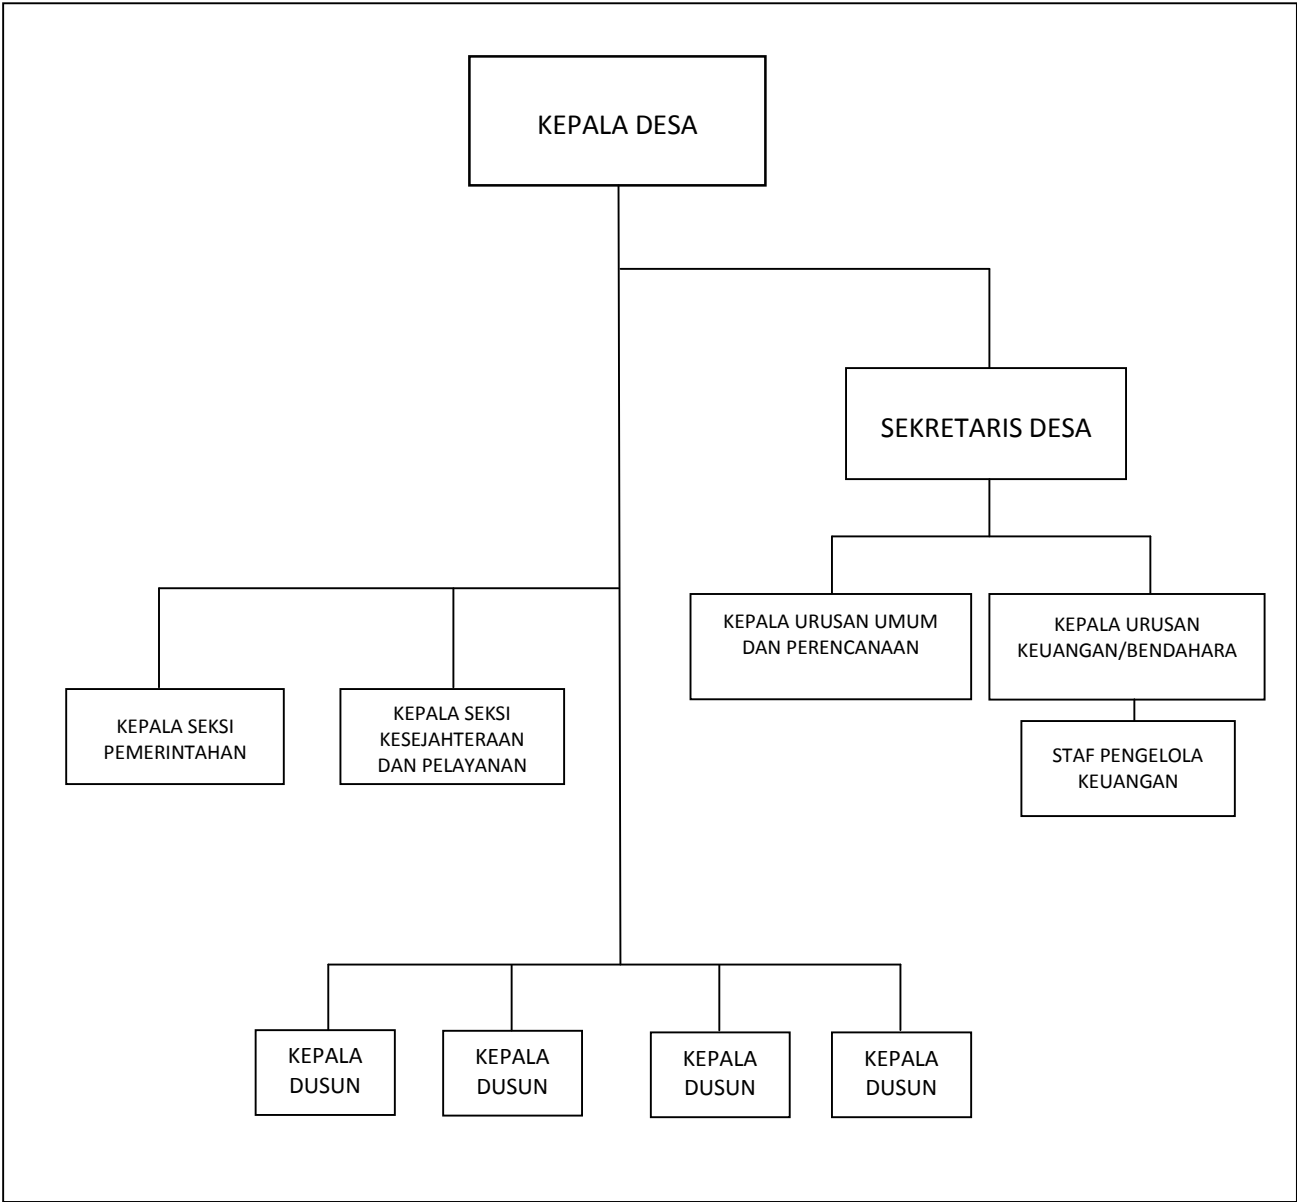 KEPALA DESA
SEKRETARIS DESA
KEPALA URUSAN UMUM
DAN PERENCANAAN
KEPALA URUSAN
KEUANGAN/BENDAHARA
KEPALA SEKSI
PEMERINTAHAN
KEPALA SEKSI
KESEJAHTERAAN
DAN PELAYANAN
STAF PENGELOLA
KEUANGAN
KEPALA
DUSUN
KEPALA
DUSUN
KEPALA
DUSUN
KEPALA
DUSUN